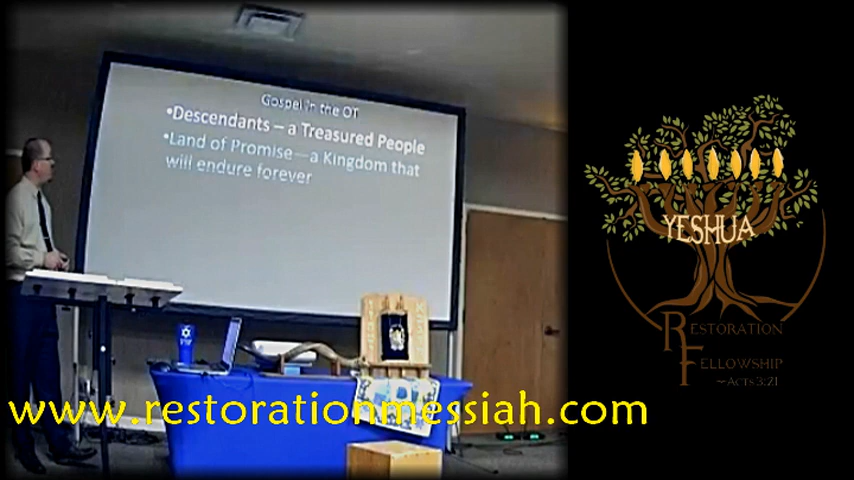 Gospel in the OT
•Descendants – a Treasured People
•Land of Promise—a Kingdom that
will endure forever
YESHUA
RESTORATION
FELLOWSHIP
~ACTS 3:21
www.restorationmessiah.com